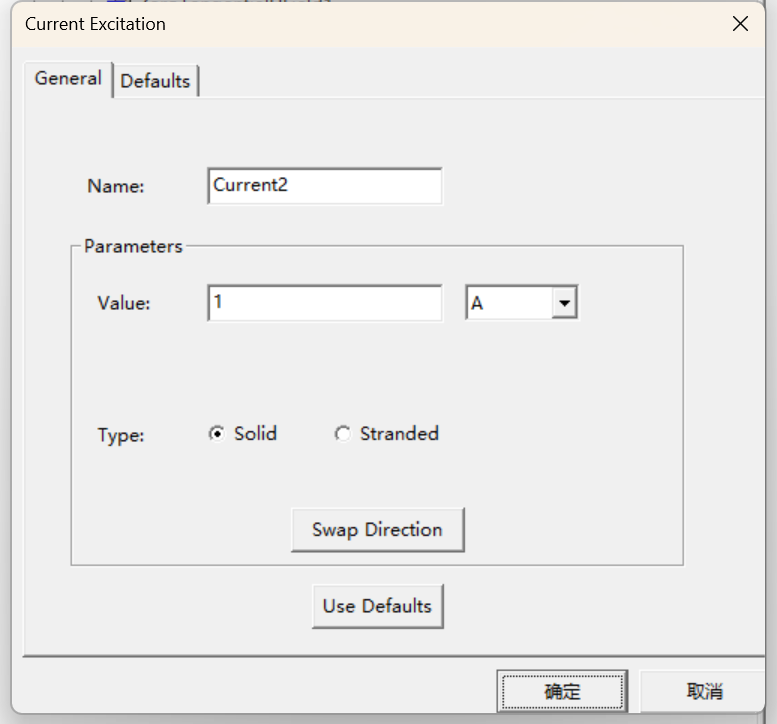 Current Excitation
General
Defaults
Name:
Current2
Parameters
Value:
1
A
Type:
Solid
Stranded
Swap Direction
Use Defaults
确定
取消